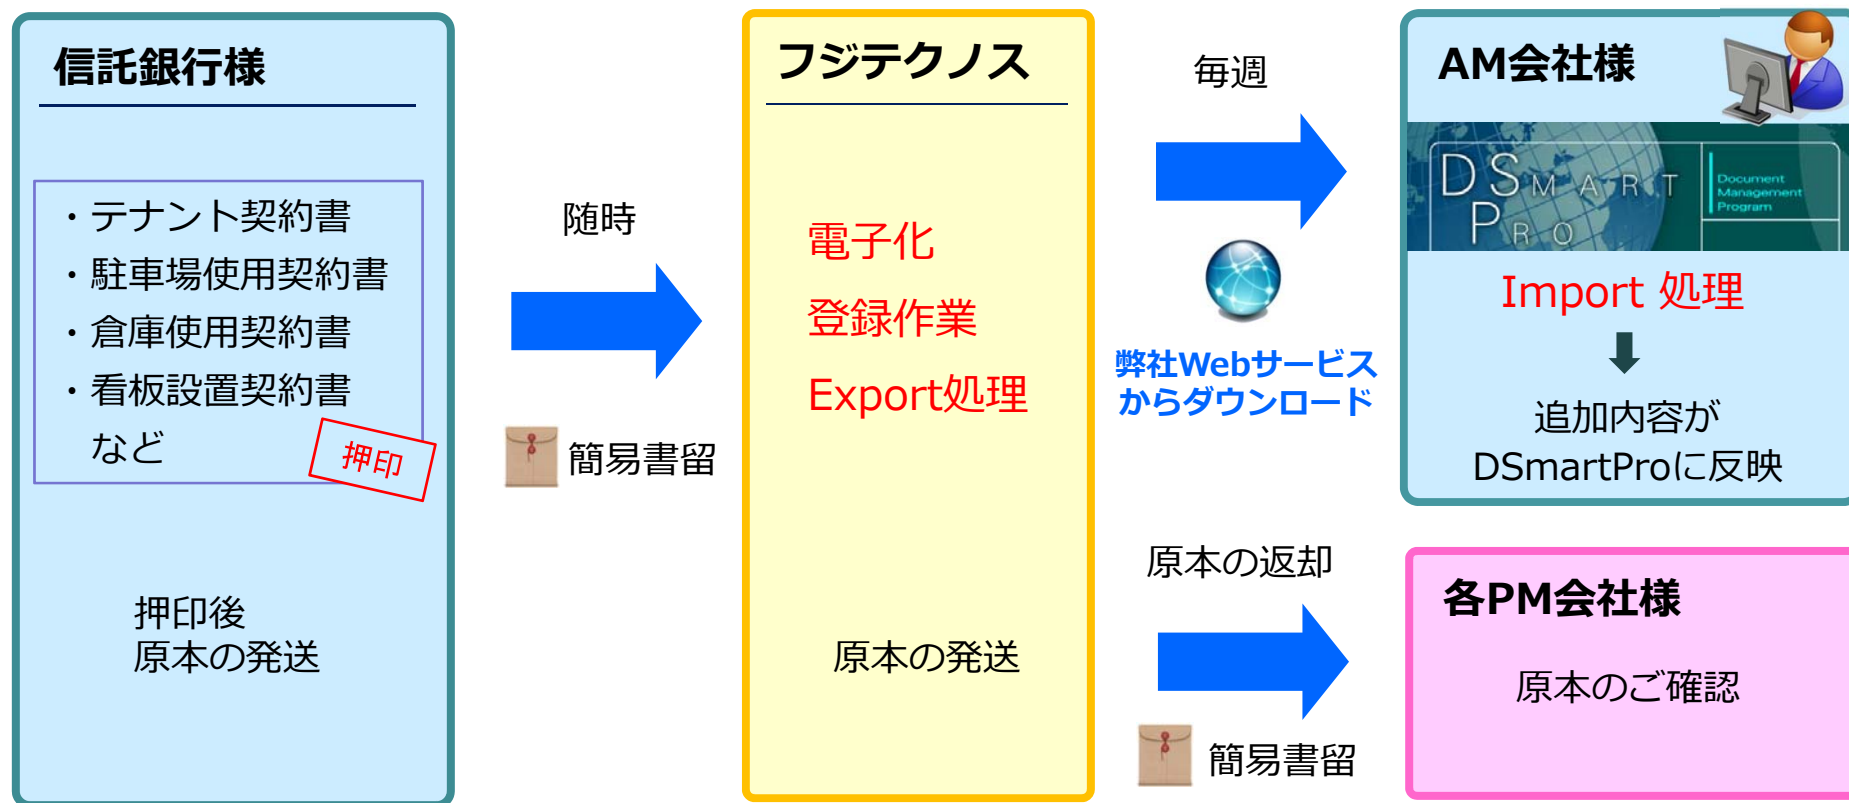 信託銀行様
・テナント契約書
・駐車場使用契約書
・倉庫使用契約書
・看板設置契約書
など
押印
押印後
原本の発送
随時
簡易書留
フジテクノス
電子化
登録作業
Export処理
原本の発送
毎週
弊社Webサービス
からダウンロード
原本の返却
簡易書留
AM会社様
DSMART
PRO
Document
Management
Program
Import 処理
追加内容が
DSmartProに反映
各PM会社様
原本のご確認